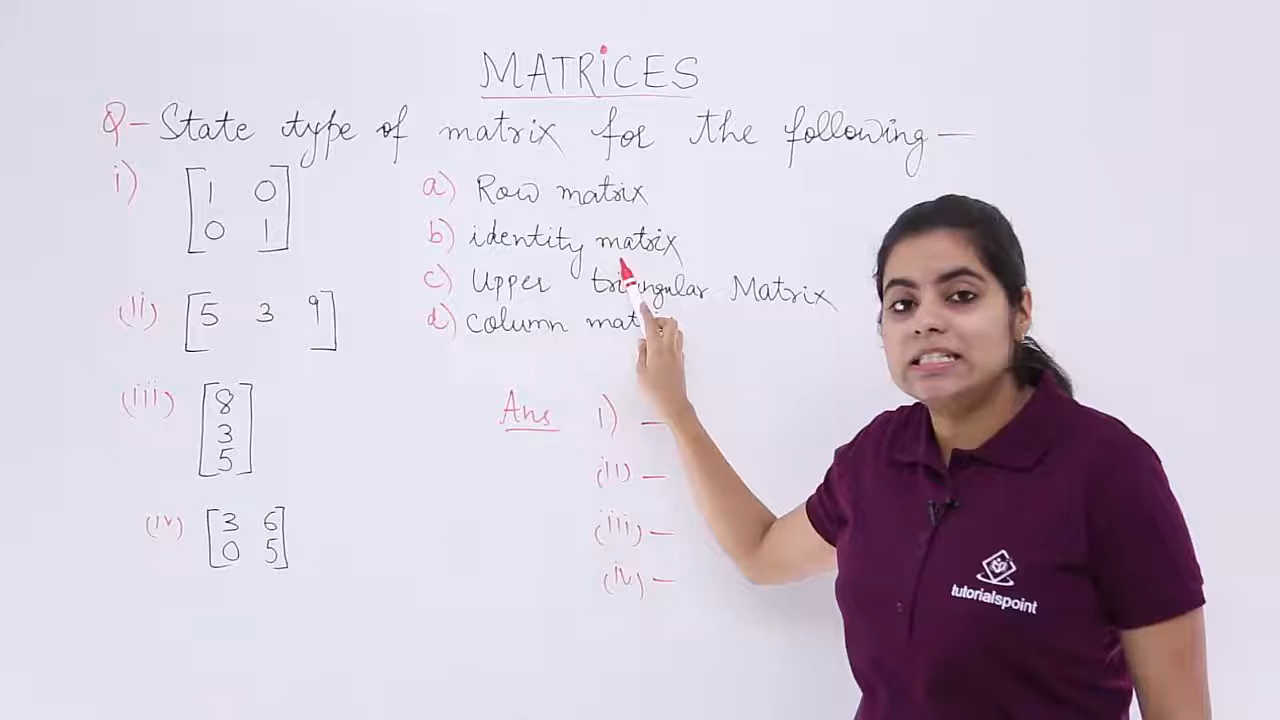 MATRiCES
Q- State type of matrix for the following -
i) [1 0
0 1]
a) Row matrix
b) identity matrix
c) Upper triangular Matrix
d) column mat
(ii) [5 3 9]
(iii) [8
3
5]
(iv) [3 6
0 5]
Ans i) -
(ii) -
(iii) -
(iv) -
tutorialspoint